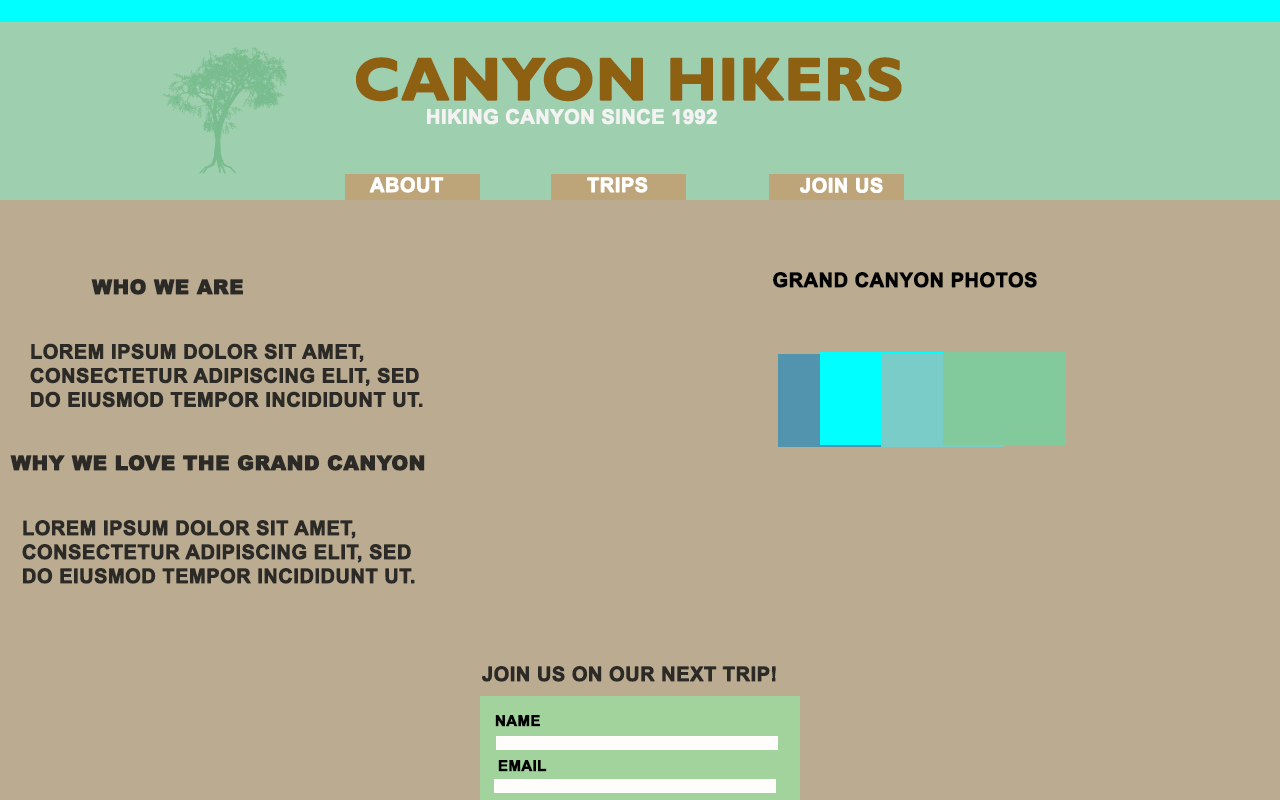 CANYON HIKERS
HIKING CANYON SINCE 1992
ABOUT
TRIPS
JOIN US
WHO WE ARE
LOREM IPSUM DOLOR SIT AMET,
CONSECTETUR ADIPISCING ELIT, SED
DO EIUSMOD TEMPOR INCIDIDUNT UT.
WHY WE LOVE THE GRAND CANYON
LOREM IPSUM DOLOR SIT AMET,
CONSECTETUR ADIPISCING ELIT, SED
DO EIUSMOD TEMPOR INCIDIDUNT UT.
GRAND CANYON PHOTOS
JOIN US ON OUR NEXT TRIP!
NAME
EMAIL